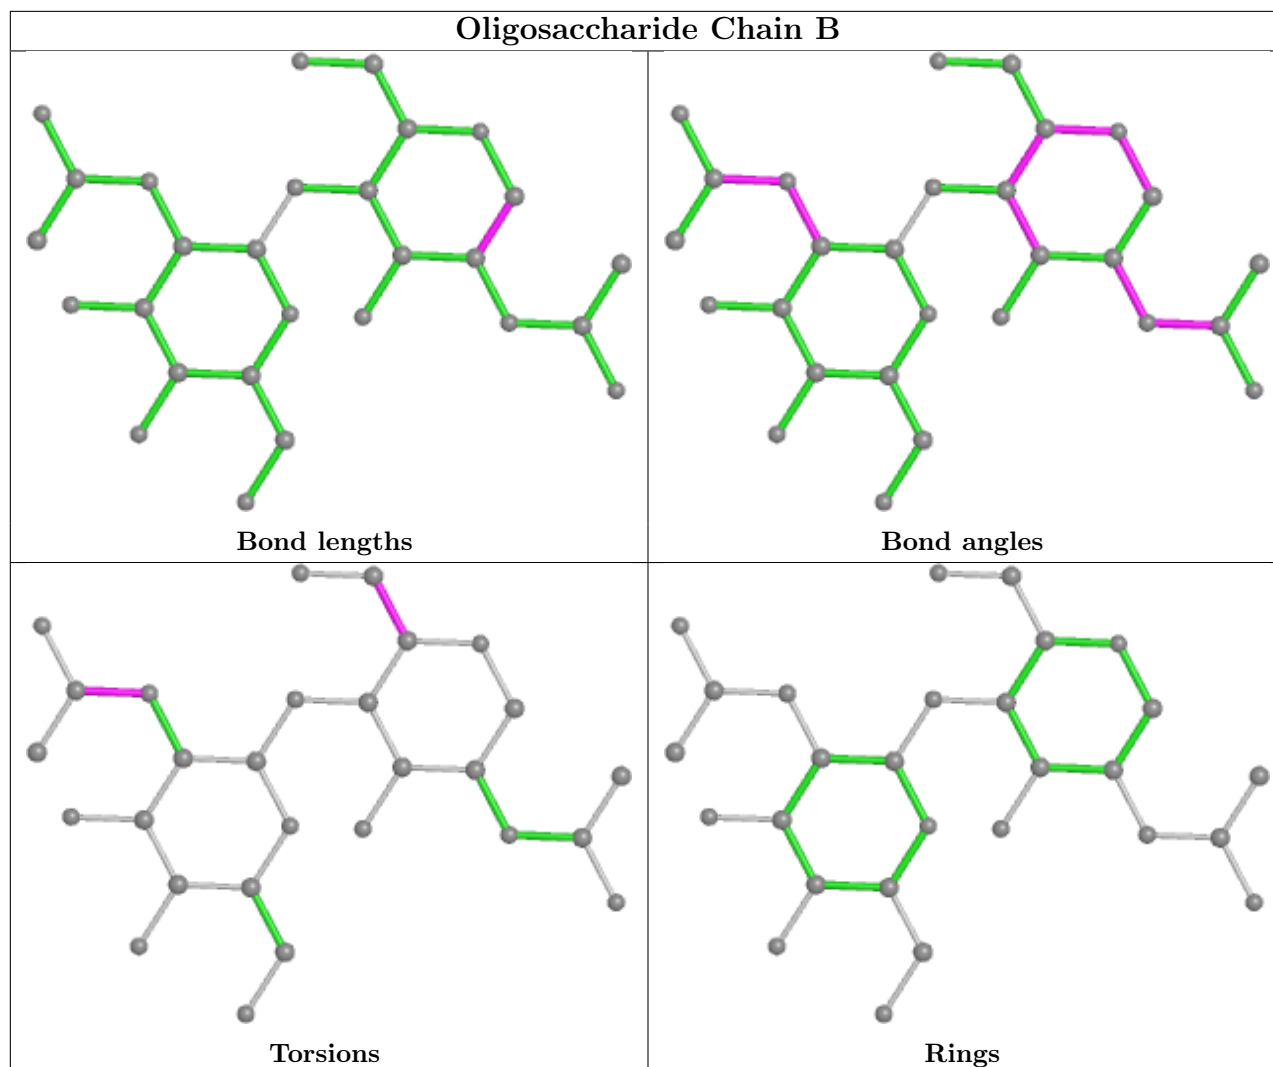 Oligosaccharide Chain B
Bond lengths
Bond angles
Torsions
Rings